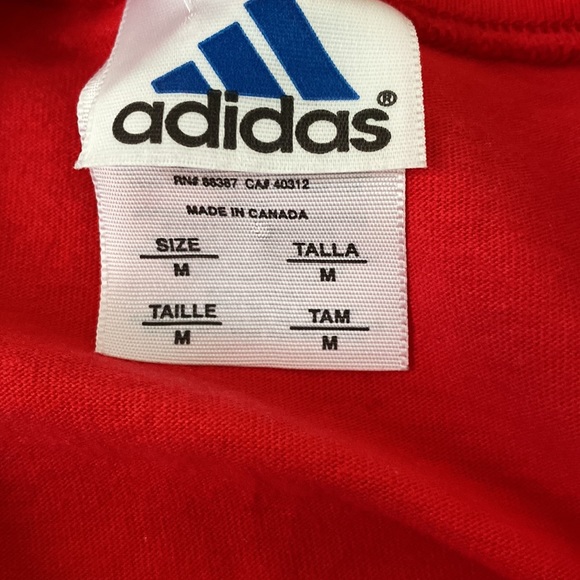 adidas®
RN# 88387 CA# 40312
MADE IN CANADA
SIZE TALLA
M M
TAILLE TAM
M M